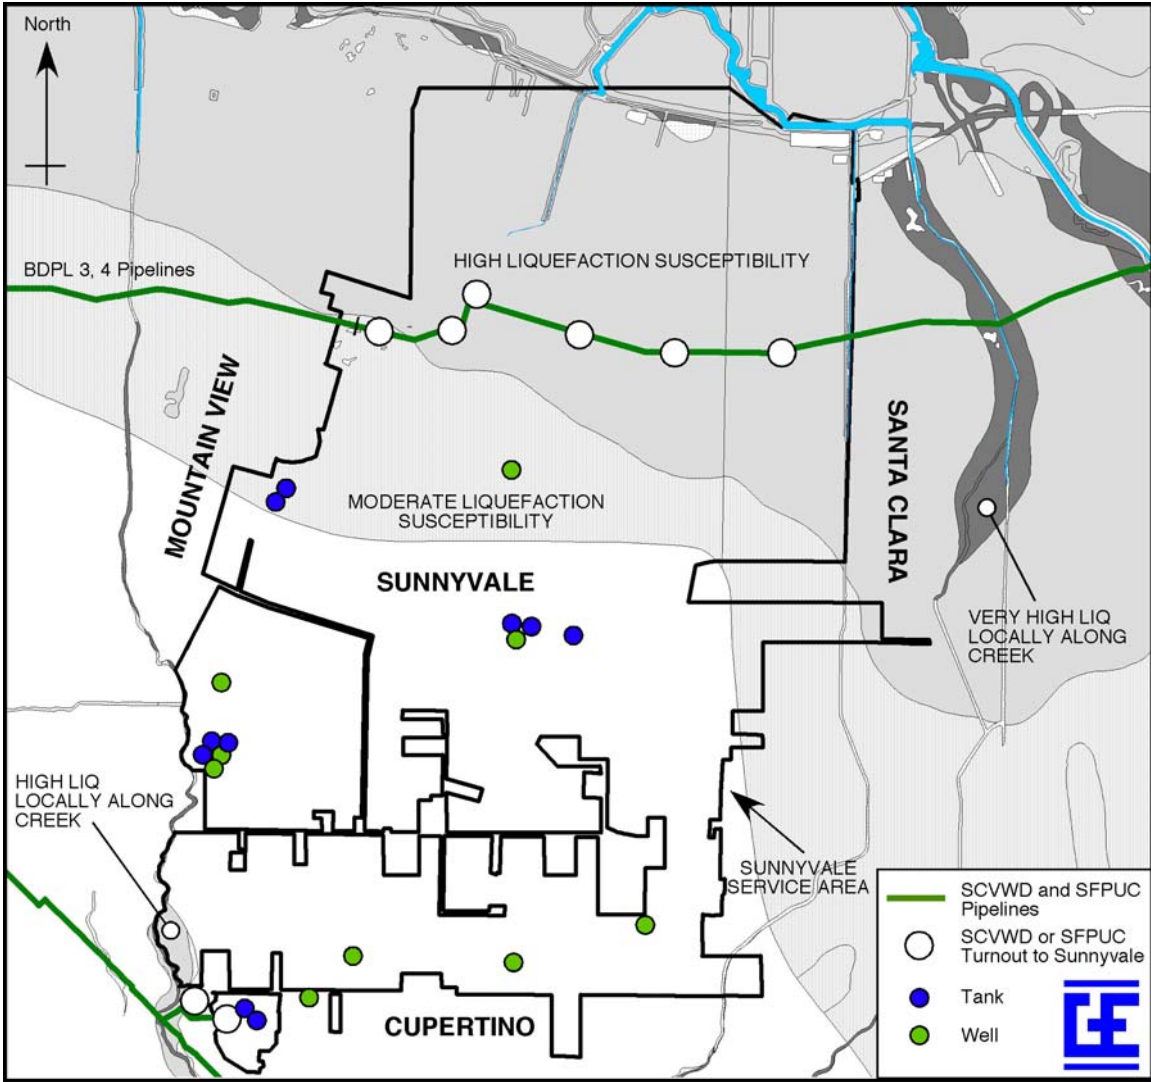 North
BDPL 3, 4 Pipelines
HIGH LIQUEFACTION SUSCEPTIBILITY
MOUNTAIN VIEW
SANTA CLARA
MODERATE LIQUEFACTION
SUSCEPTIBILITY
SUNNYVALE
VERY HIGH LIQ
LOCALLY ALONG
CREEK
HIGH LIQ
LOCALLY ALONG
CREEK
SUNNYVALE
SERVICE AREA
CUPERTINO
SCVWD and SFPUC
Pipelines
SCVWD or SFPUC
Turnout to Sunnyvale
Tank
Well